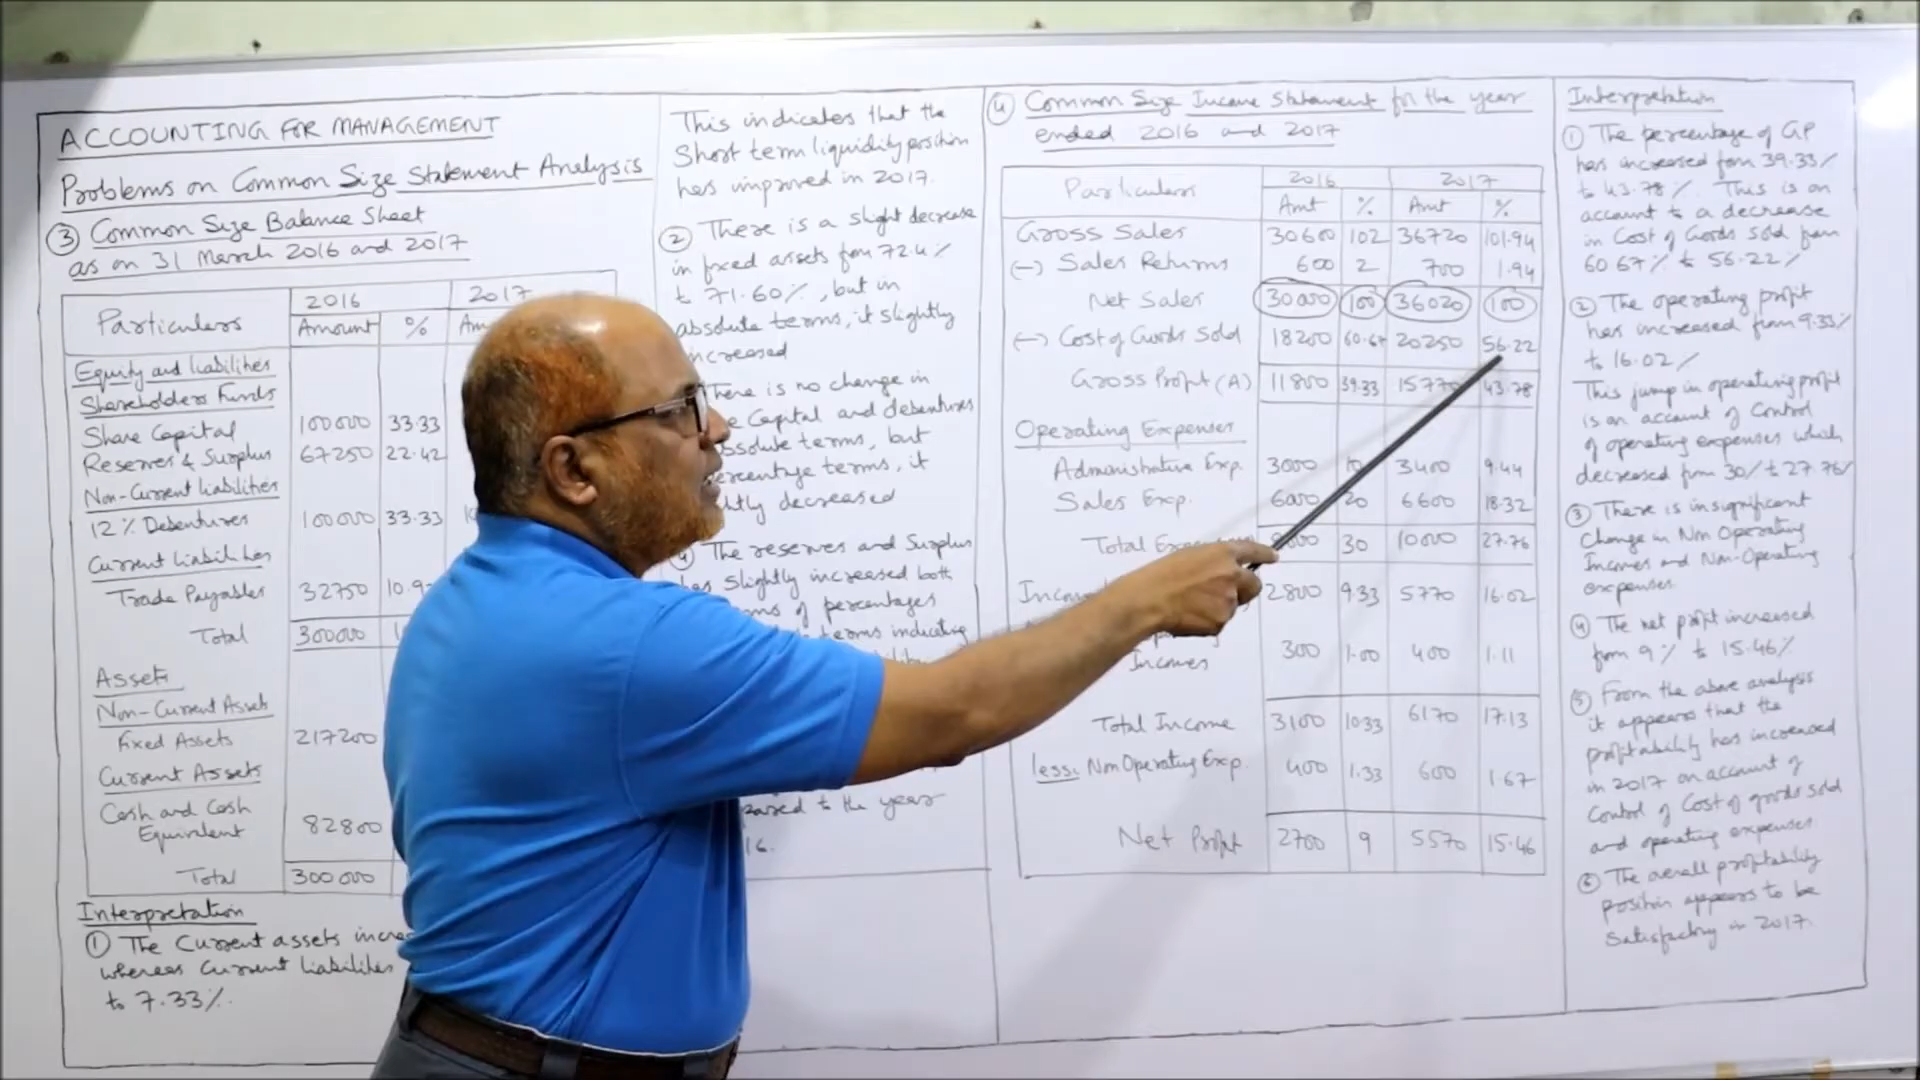 ACCOUNTING FOR MANAGEMENT
Problems on Common Size Statement Analysis
③ Common Size Balance Sheet
as on 31 March 2016 and 2017
Particulars 2016 2017
Amount %
Equity and liabilities
Shareholders Funds
Share Capital 100000 33.33
Reserves & Surplus 67250 22.42
Non-Current liabilities
12% Debentures 100000 33.33
Current liabilities
Trade Payables 32750 10.9
Total 300000
Assets
Non-Current Assets
Fixed Assets 217200
Current Assets
Cash and Cash
Equivalent 82800
Total 300000
Interpretation
① The Current assets
whereas Current liabilities
to 7.33%.
This indicates that the
Short term liquidity position
has improved in 2017.
② There is a slight decrease
in fixed assets from 72.4%
to 71.60%, but in
absolute terms, it slightly
increased
There is no change in
Capital and debentures
terms, but
percentage terms, it
decreased
④ The reserves and Surplus
has slightly increased both
of percentages
terms indicating
to the year
16.
④ Common Size Income Statement for the year
ended 2016 and 2017
Particulars 2016 2017
Amt % Amt %
Gross Sales 30600 102 36720 101.94
(-) Sales Returns 600 2 700 1.94
Net Sales 30000 100 36020 100
(-) Cost of Goods Sold 18200 60.67 20250 56.22
Gross Profit (A) 11800 39.33 15770 43.78
Operating Expenses
Administrative Exp. 3000 10 3400 9.44
Sales Exp. 6000 20 6600 18.32
Total 30 10000 27.76
2800 9.33 5770 16.02
Incomes 300 1.00 400 1.11
Total Income 3100 10.33 6170 17.13
less: Non Operating Exp. 400 1.33 600 1.67
Net Profit 2700 9 5570 15.46
Interpretation
① The percentage of GP
has increased from 39.33%
to 43.78%. This is on
account to a decrease
in Cost of Goods sold from
60.67% to 56.22%
② The operating profit
has increased from 9.33%
to 16.02%
This jump in operating profit
is on account of Control
of operating expenses which
decreased from 30% to 27.76%
③ There is insignificant
Change in Non Operating
Incomes and Non-Operating
expenses.
④ The net profit increased
from 9% to 15.46%
⑤ From the above analysis
it appears that the
profitability has increased
in 2017 on account of
Control of Cost of goods sold
and operating expenses.
⑥ The overall profitability
position appears to be
Satisfactory in 2017.